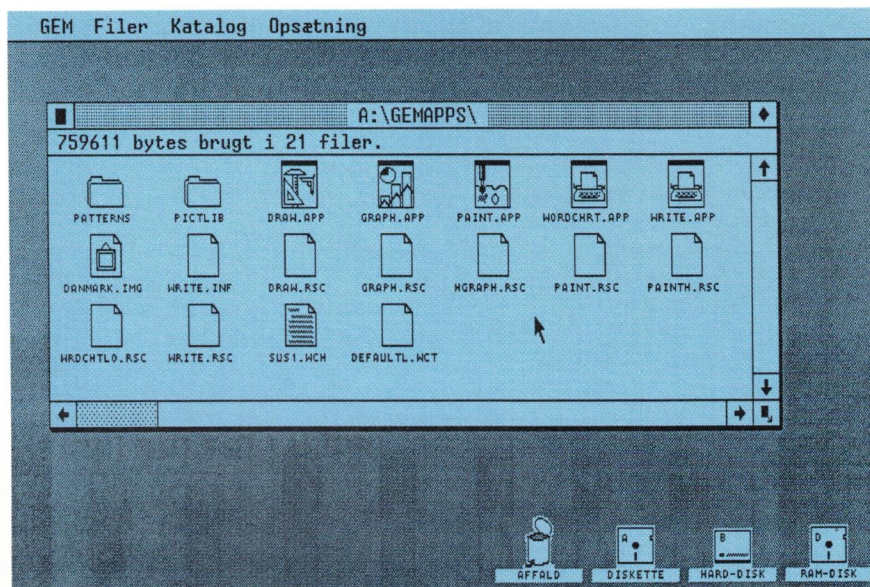 GEM Filer Katalog Opsætning
A:\GEMAPPS\
759611 bytes brugt i 21 filer.
PATTERNS PICTLIB DRAW.APP GRAPH.APP PAINT.APP WORDCHRT.APP WRITE.APP
DANMARK.IMG WRITE.INF DRAW.RSC GRAPH.RSC HGRAPH.RSC PAINT.RSC PAINTH.RSC
WRDCHTLO.RSC WRITE.RSC SUS1.WCH DEFAULTL.WCT
A B D
AFFALD DISKETTE HARD-DISK RAM-DISK